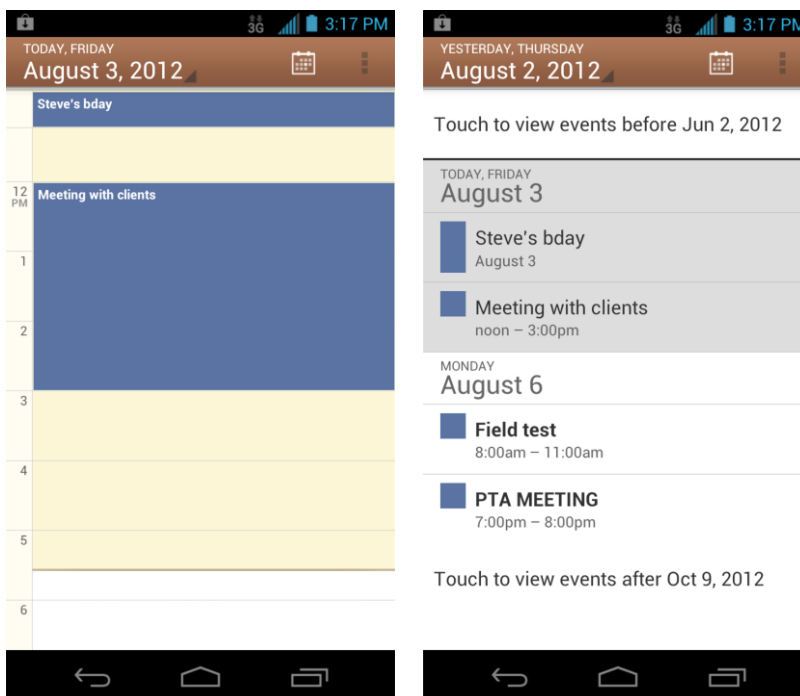 3G 3:17 PM
TODAY, FRIDAY
August 3, 2012
Steve's bday
12
PM
Meeting with clients
1
2
3
4
5
6
3G 3:17 PM
YESTERDAY, THURSDAY
August 2, 2012
Touch to view events before Jun 2, 2012
TODAY, FRIDAY
August 3
Steve's bday
August 3
Meeting with clients
noon – 3:00pm
MONDAY
August 6
Field test
8:00am – 11:00am
PTA MEETING
7:00pm – 8:00pm
Touch to view events after Oct 9, 2012